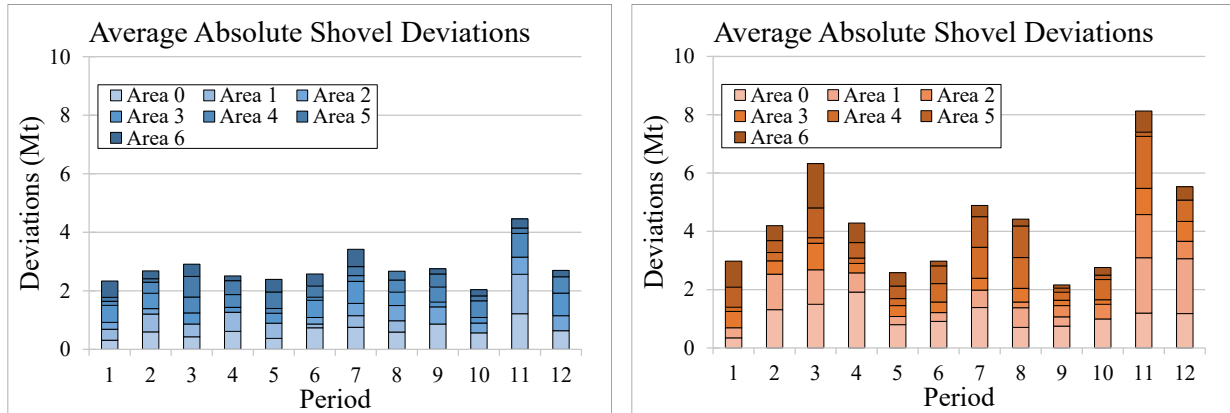 Average Absolute Shovel Deviations
10
8
6
4
2
0
Deviations (Mt)
Area 0 Area 1 Area 2
Area 3 Area 4 Area 5
Area 6
1 2 3 4 5 6 7 8 9 10 11 12
Period
Average Absolute Shovel Deviations
10
8
6
4
2
0
Deviations (Mt)
Area 0 Area 1 Area 2
Area 3 Area 4 Area 5
Area 6
1 2 3 4 5 6 7 8 9 10 11 12
Period